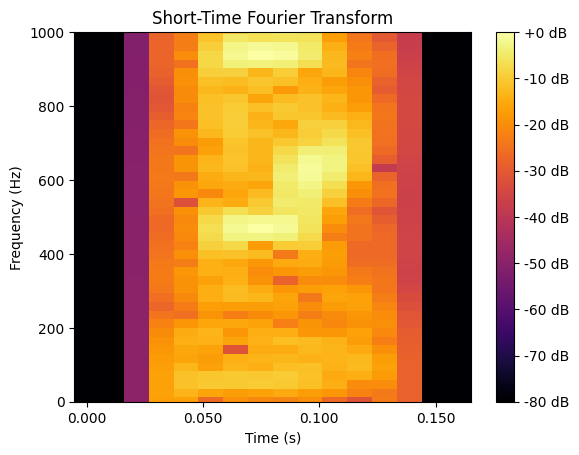 Short-Time Fourier Transform
Frequency (Hz)
1000
800
600
400
200
0
0.000
0.050
0.100
0.150
Time (s)
+0 dB
-10 dB
-20 dB
-30 dB
-40 dB
-50 dB
-60 dB
-70 dB
-80 dB